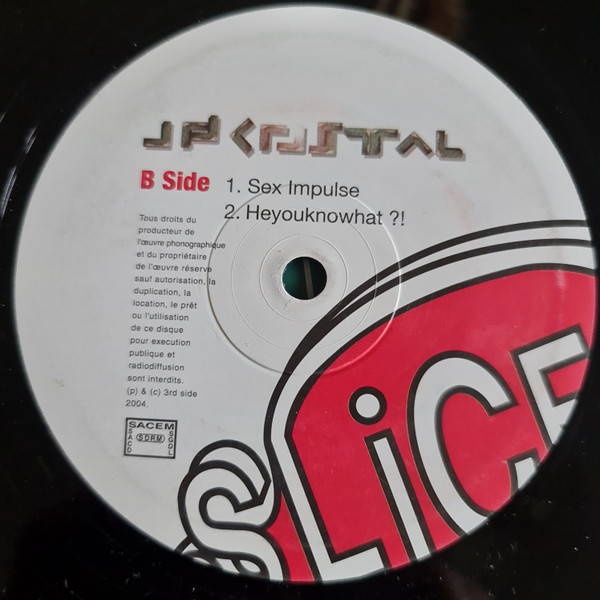 JP CRYSTAL
B Side
1. Sex Impulse
2. Heyouknowhat ?!
Tous droits du
producteur de
l'œuvre phonographique
et du propriétaire
de l'œuvre réserve
sauf autorisation, la
duplication, la
location, le prêt
ou l'utilisation
de ce disque
pour execution
publique et
radiodiffusion
sont interdits.
(p) & (c) 3rd side
2004.
SACEM
SACD
SDRM
SGDL
SLiCE